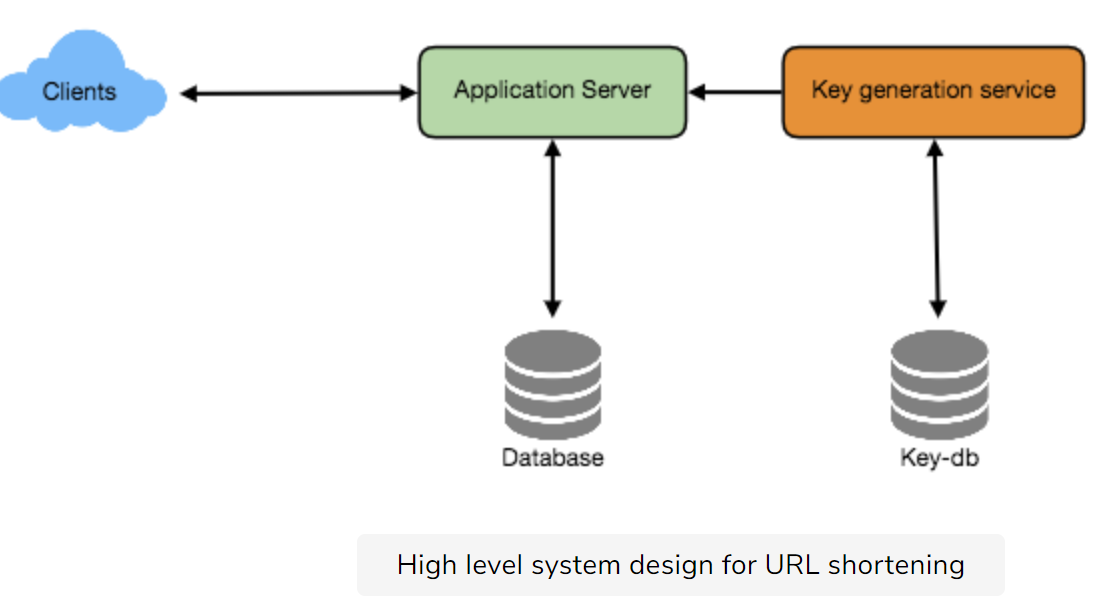 Clients
Application Server
Key generation service
Database
Key-db
High level system design for URL shortening